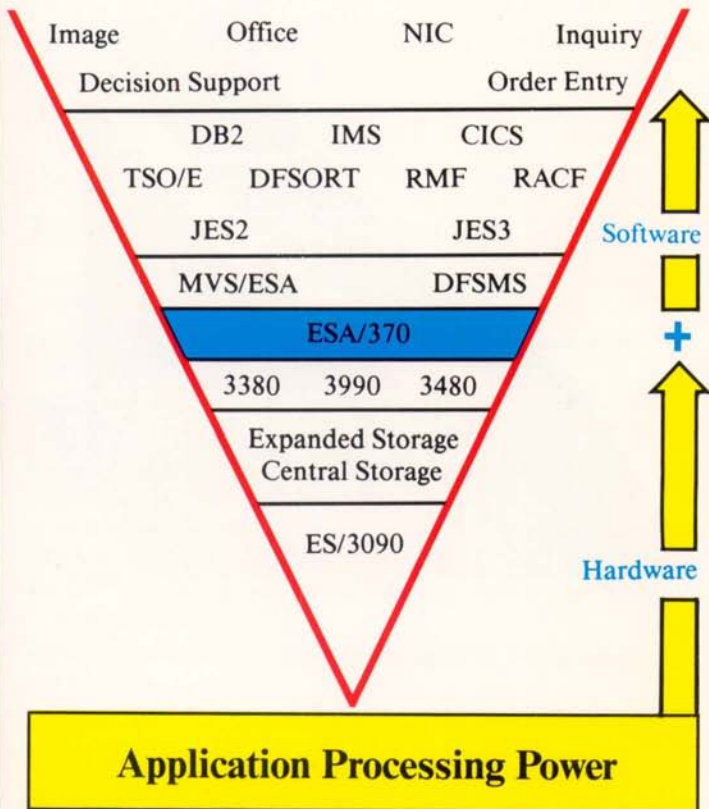 Image Office NIC Inquiry
Decision Support Order Entry
DB2 IMS CICS
TSO/E DFSORT RMF RACF
JES2 JES3
Software
MVS/ESA DFSMS
ESA/370
+
3380 3990 3480
Expanded Storage
Central Storage
ES/3090
Hardware
Application Processing Power